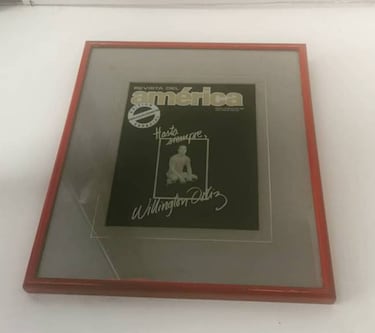 REVISTA DEL
américa
Hasta
siempre,
Willington Ortiz